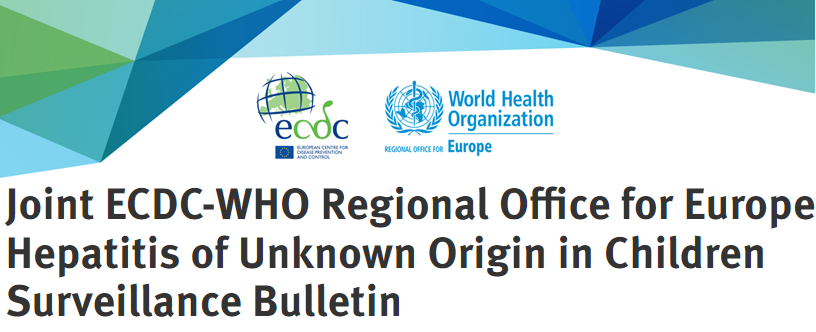 ecdc
EUROPEAN CENTRE FOR
DISEASE PREVENTION
AND CONTROL
World Health
Organization
REGIONAL OFFICE FOR Europe
Joint ECDC-WHO Regional Office for Europe
Hepatitis of Unknown Origin in Children
Surveillance Bulletin